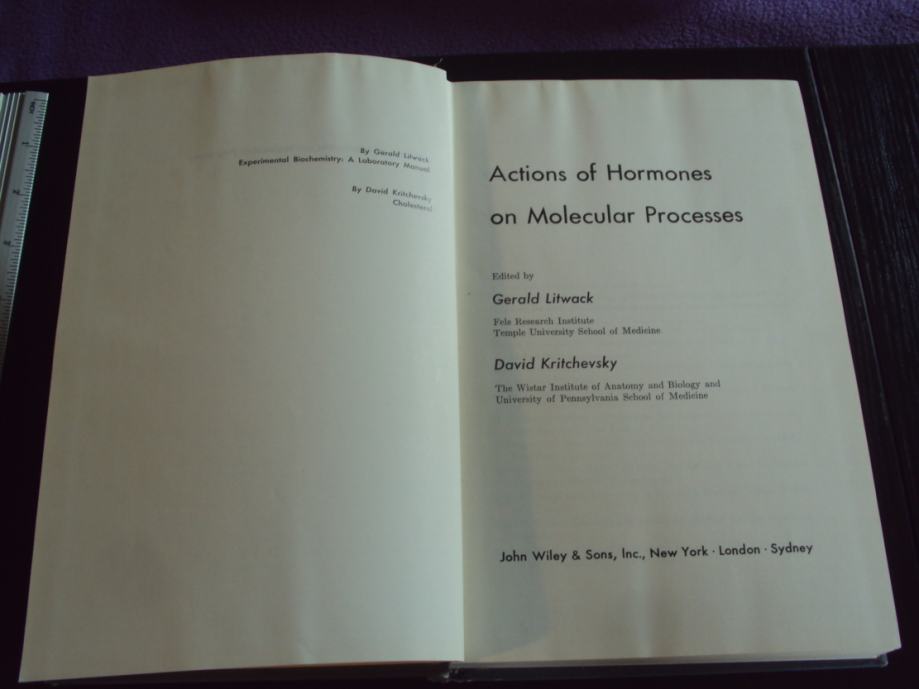 By Gerald Litwack
Experimental Biochemistry: A Laboratory Manual
By David Kritchevsky
Cholesterol
Actions of Hormones
on Molecular Processes
Edited by
Gerald Litwack
Fels Research Institute
Temple University School of Medicine
David Kritchevsky
The Wistar Institute of Anatomy and Biology and
University of Pennsylvania School of Medicine
John Wiley & Sons, Inc., New York · London · Sydney